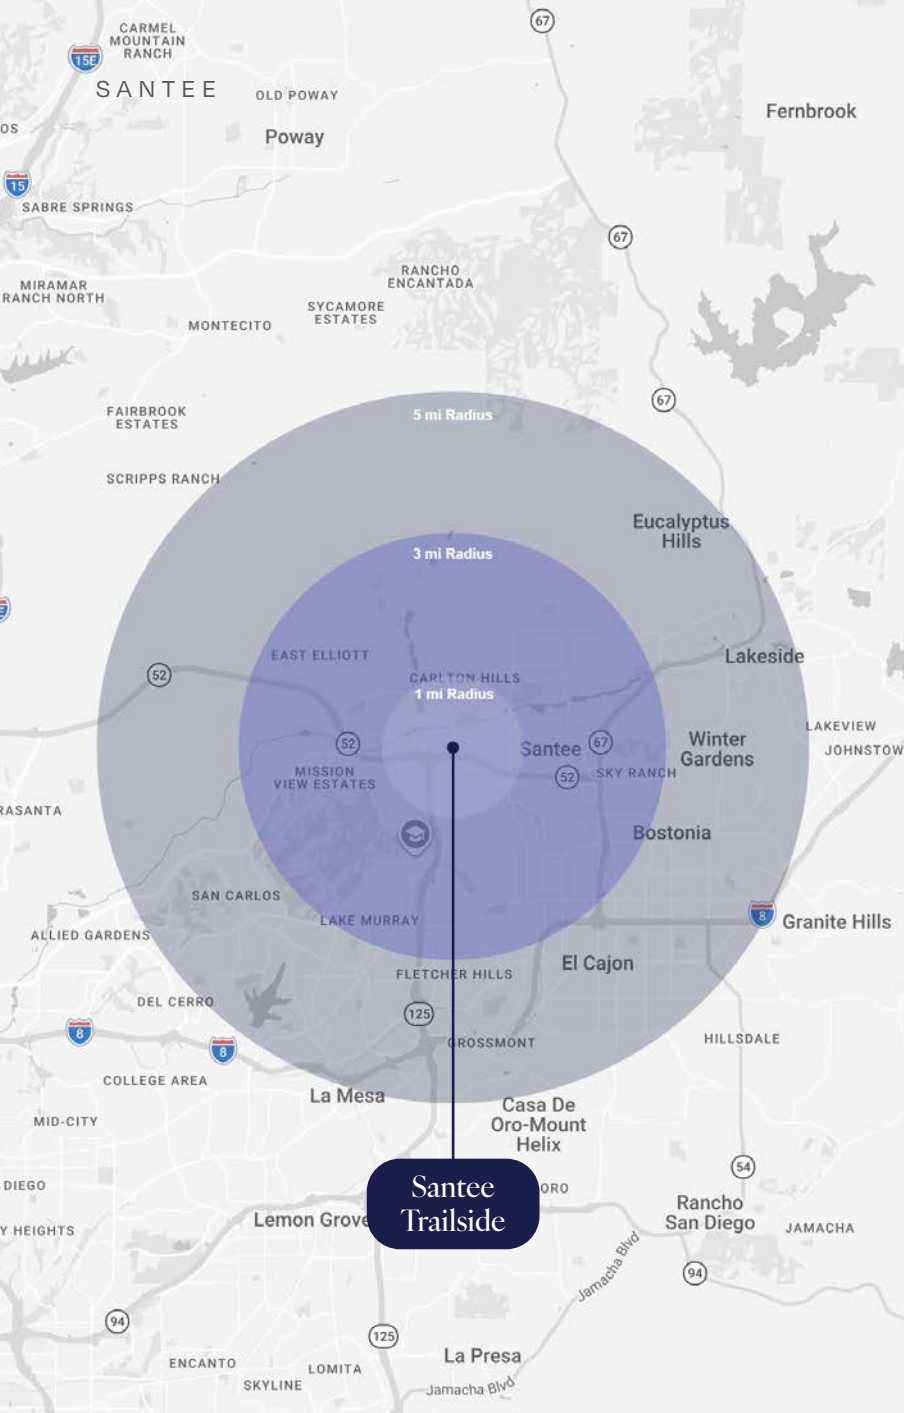 67
CARMEL
MOUNTAIN
RANCH
15E
SANTEE
OLD POWAY
Fernbrook
OS
Poway
15
SABRE SPRINGS
67
RANCHO
ENCANTADA
MIRAMAR
RANCH NORTH
SYCAMORE
ESTATES
MONTECITO
67
FAIRBROOK
ESTATES
5 mi Radius
SCRIPPS RANCH
Eucalyptus
Hills
3 mi Radius
EAST ELLIOTT
Lakeside
52
CARLTON HILLS
1 mi Radius
LAKEVIEW
52
Santee
67
Winter
Gardens
JOHNSTOW
MISSION
VIEW ESTATES
52
SKY RANCH
RASANTA
Bostonia
SAN CARLOS
LAKE MURRAY
8
Granite Hills
ALLIED GARDENS
El Cajon
FLETCHER HILLS
DEL CERRO
125
8
8
GROSSMONT
HILLSDALE
COLLEGE AREA
La Mesa
Casa De
Oro-Mount
Helix
MID-CITY
54
DIEGO
Santee
Trailside
ORO
Rancho
San Diego
Y HEIGHTS
Lemon Grove
JAMACHA
Jamacha Blvd
94
94
125
La Presa
ENCANTO
LOMITA
SKYLINE
Jamacha Blvd